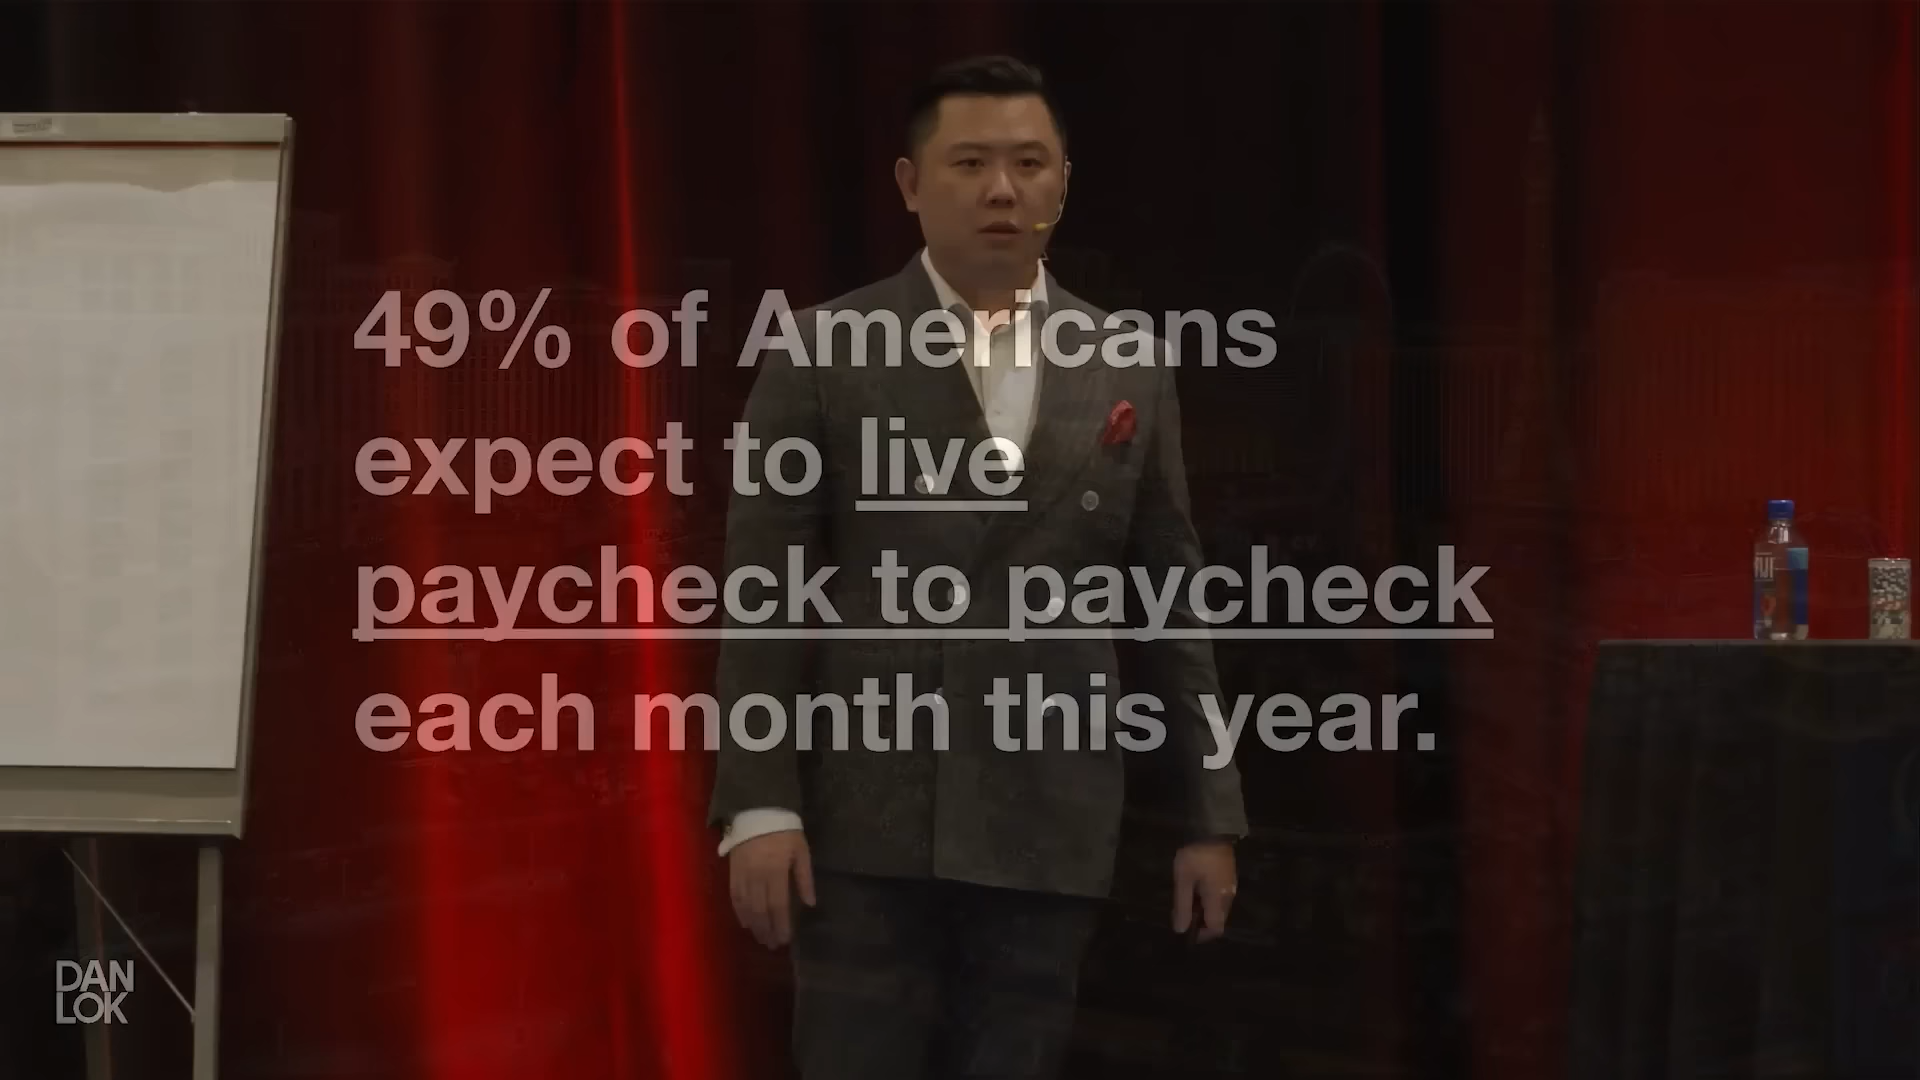 49% of Americans
expect to live
paycheck to paycheck
each month this year.
DAN
LOK